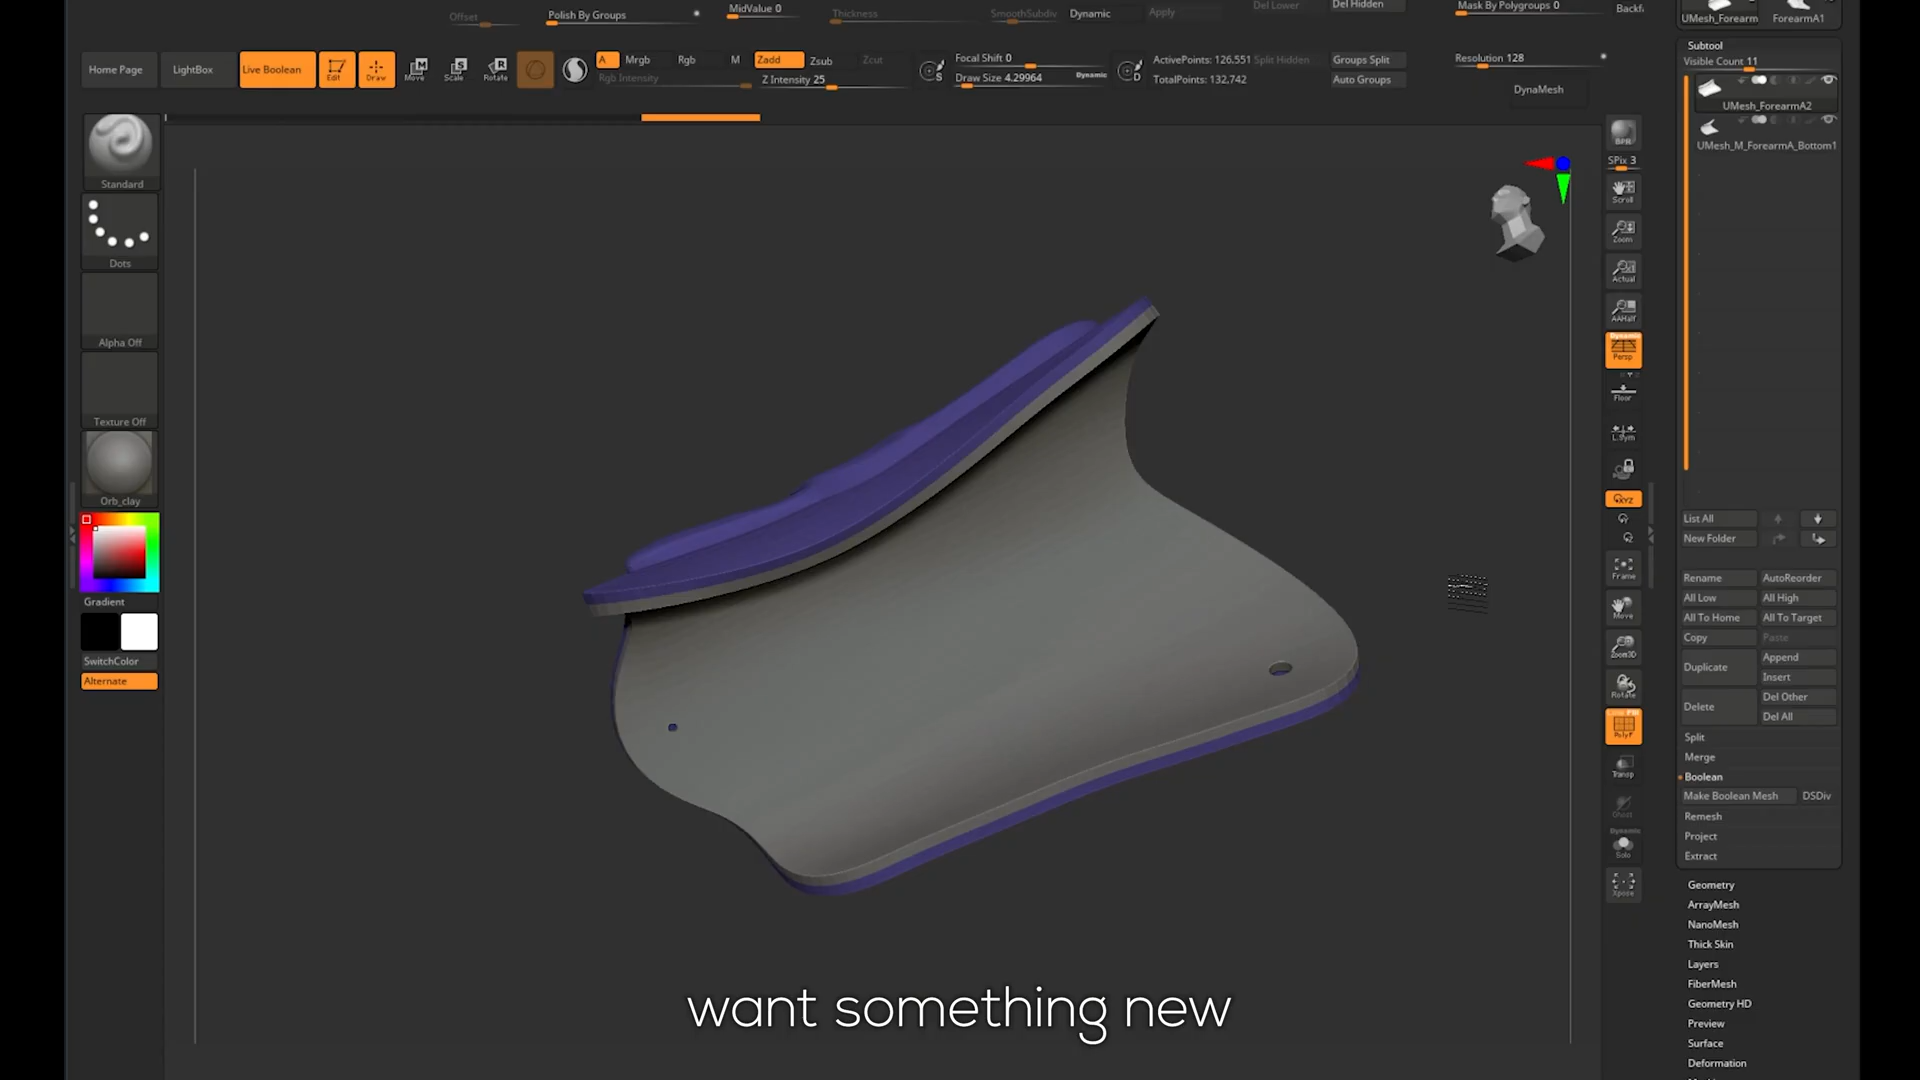 Offset
Polish By Groups
MidValue 0
Thickness
SmoothSubdiv
Dynamic
Apply
Del Lower
Del Hidden
Mask By Polygroups 0
Backf
UMesh_Forearm
ForearmA1
Home Page
LightBox
Live Boolean
Edit
Draw
Move
Scale
Rotate
A
Mrgb
Rgb
M
Rgb Intensity
Zadd
Zsub
Zcut
Z Intensity 25
S
Focal Shift 0
Draw Size 4.29964
Dynamic
D
ActivePoints: 126,551
TotalPoints: 132,742
Split Hidden
Groups Split
Auto Groups
Resolution 128
DynaMesh
Subtool
Visible Count 11
UMesh_ForearmA2
UMesh_M_ForearmA_Bottom1
Standard
Dots
Alpha Off
Texture Off
Orb_clay
Gradient
SwitchColor
Alternate
BPR
SPix 3
Scroll
Zoom
Actual
AAHalf
Dynamic
Persp
Floor
L.Sym
XYZ
Frame
Move
Zoom3D
Rotate
PolyF
Transp
Ghost
Dynamic
Solo
Xpose
List All
New Folder
Rename
AutoReorder
All Low
All High
All To Home
All To Target
Copy
Paste
Duplicate
Append
Insert
Delete
Del Other
Del All
Split
Merge
Boolean
Make Boolean Mesh
DSDiv
Remesh
Project
Extract
Geometry
ArrayMesh
NanoMesh
Thick Skin
Layers
FiberMesh
Geometry HD
Preview
Surface
Deformation
want something new